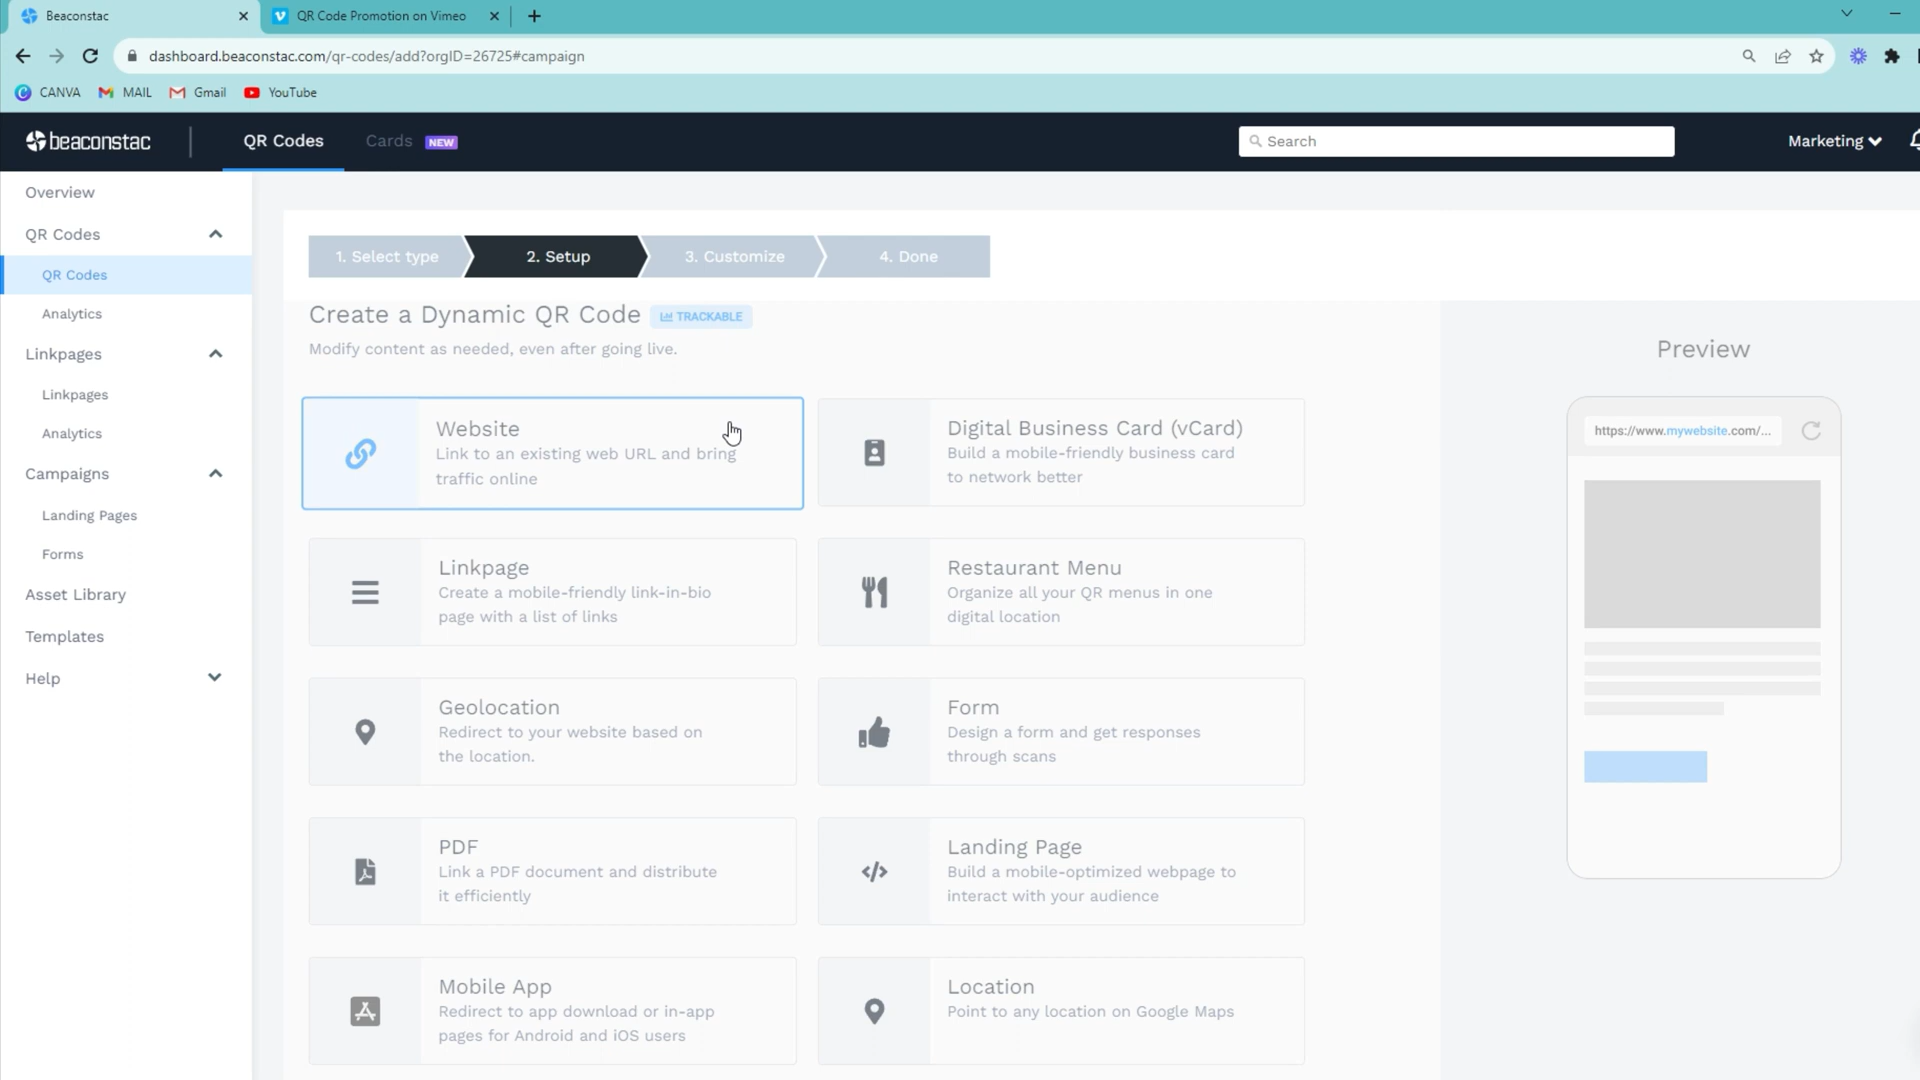 Beaconstac
QR Code Promotion on Vimeo
dashboard.beaconstac.com/qr-codes/add?orgID=26725#campaign
CANVA
MAIL
Gmail
YouTube
beaconstac
QR Codes
Cards NEW
Search
Marketing
Overview
QR Codes
QR Codes
Analytics
Linkpages
Linkpages
Analytics
Campaigns
Landing Pages
Forms
Asset Library
Templates
Help
1. Select type
2. Setup
3. Customize
4. Done
Create a Dynamic QR Code TRACKABLE
Modify content as needed, even after going live.
Website
Link to an existing web URL and bring
traffic online
Digital Business Card (vCard)
Build a mobile-friendly business card
to network better
Linkpage
Create a mobile-friendly link-in-bio
page with a list of links
Restaurant Menu
Organize all your QR menus in one
digital location
Geolocation
Redirect to your website based on
the location.
Form
Design a form and get responses
through scans
PDF
Link a PDF document and distribute
it efficiently
Landing Page
Build a mobile-optimized webpage to
interact with your audience
Mobile App
Redirect to app download or in-app
pages for Android and iOS users
Location
Point to any location on Google Maps
Preview
https://www.mywebsite.com/...